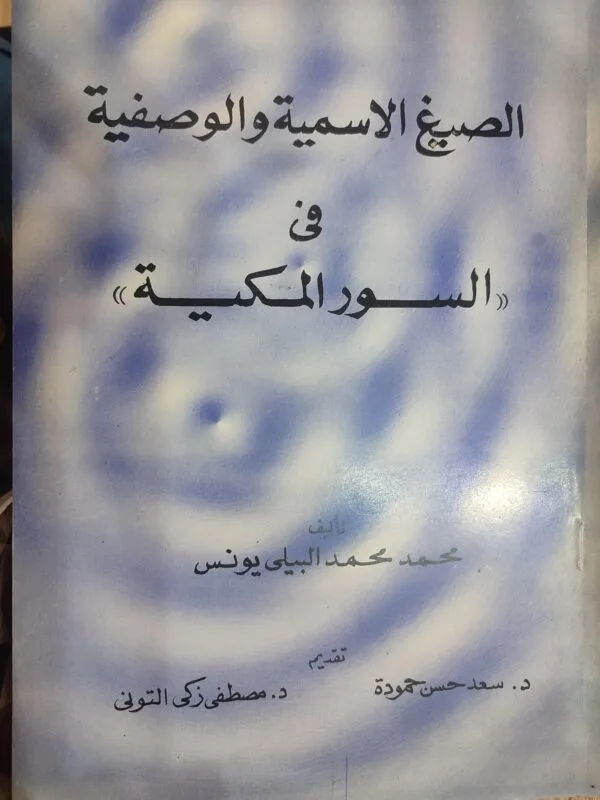 الصيغ الاسمية والوصفية
فى
«السور المكية»
تأليف
محمد محمد البيلى يونس
تقديم
د. سعد حسن حمودة د. مصطفى زكى التونى